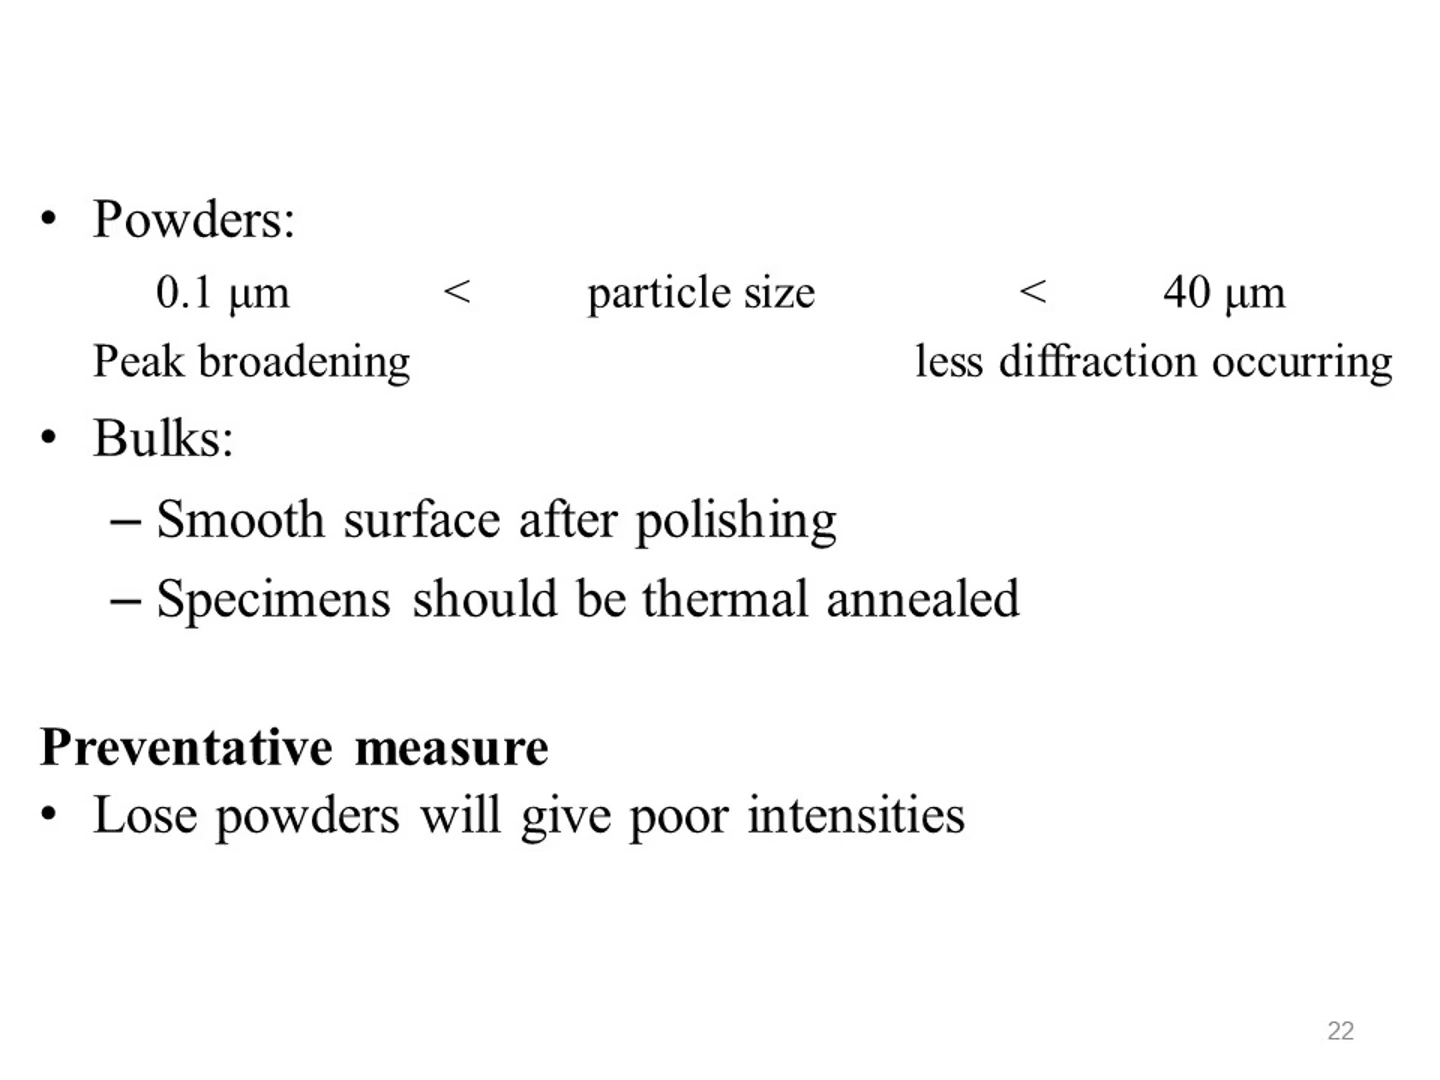 • Powders:
0.1 μm < particle size < 40 μm
Peak broadening less diffraction occurring
• Bulks:
– Smooth surface after polishing
– Specimens should be thermal annealed
Preventative measure
• Lose powders will give poor intensities
22